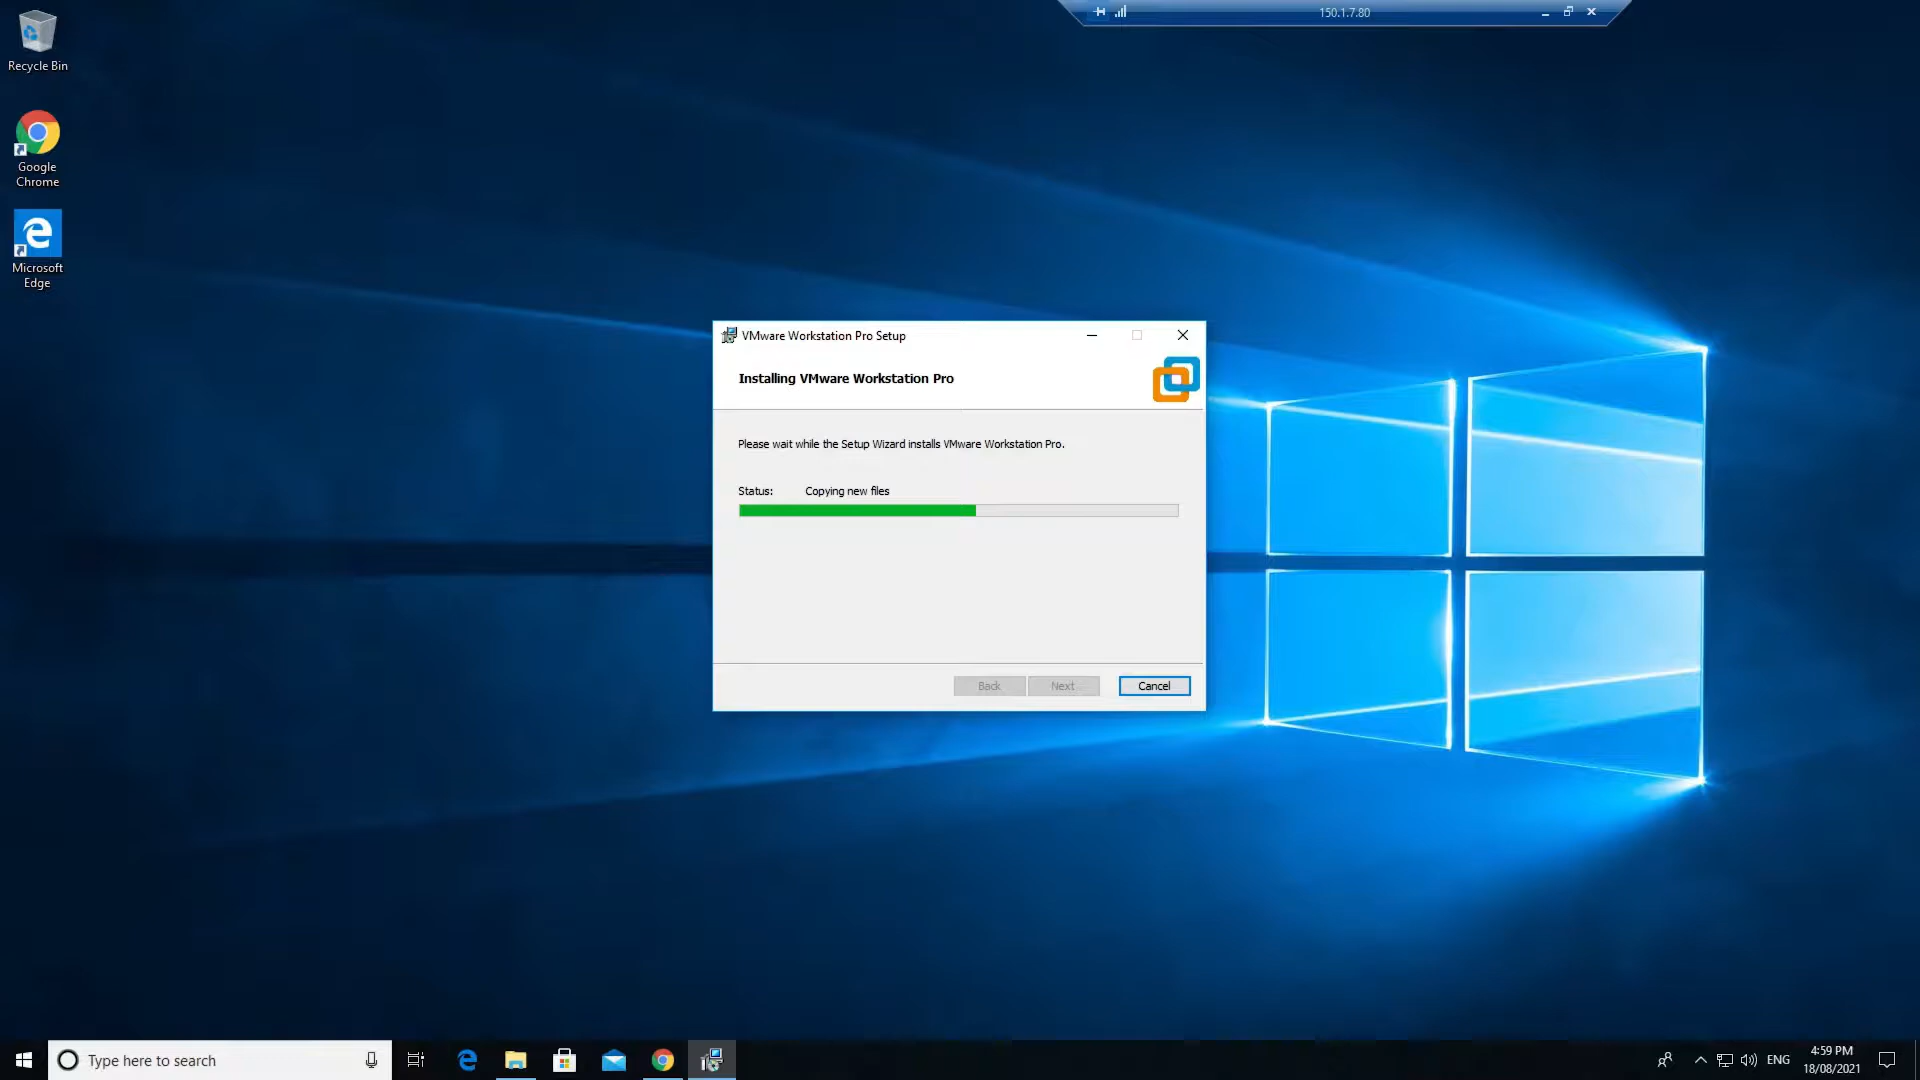 150.1.7.80
Recycle Bin
Google
Chrome
Microsoft
Edge
VMware Workstation Pro Setup
Installing VMware Workstation Pro
Please wait while the Setup Wizard installs VMware Workstation Pro.
Status: Copying new files
Back Next Cancel
Type here to search
ENG
4:59 PM
18/08/2021